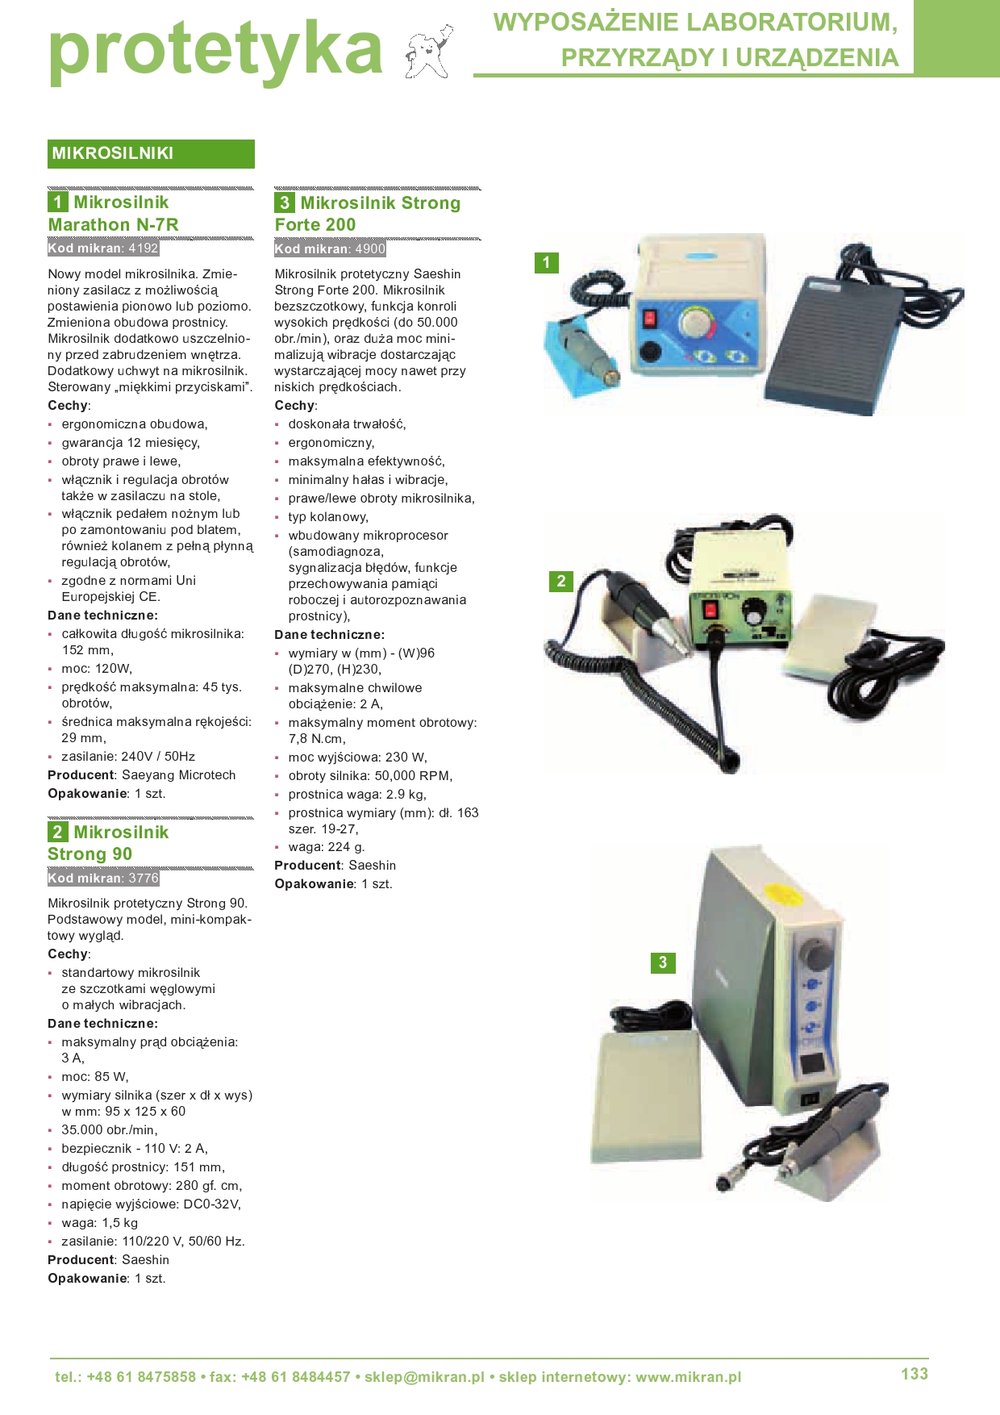 protetyka
WYPOSAŻENIE LABORATORIUM,
PRZYRZĄDY I URZĄDZENIA
MIKROSILNIKI
1 Mikrosilnik
Marathon N-7R
Kod mikran: 4192
Nowy model mikrosilnika. Zmie-
niony zasilacz z możliwością
postawienia pionowo lub poziomo.
Zmieniona obudowa prostnicy.
Mikrosilnik dodatkowo uszczelnio-
ny przed zabrudzeniem wnętrza.
Dodatkowy uchwyt na mikrosilnik.
Sterowany „miękkimi przyciskami”.
Cechy:
▪ ergonomiczna obudowa,
▪ gwarancja 12 miesięcy,
▪ obroty prawe i lewe,
▪ włącznik i regulacja obrotów
także w zasilaczu na stole,
▪ włącznik pedałem nożnym lub
po zamontowaniu pod blatem,
również kolanem z pełną płynną
regulacją obrotów,
▪ zgodne z normami Uni
Europejskiej CE.
Dane techniczne:
▪ całkowita długość mikrosilnika:
152 mm,
▪ moc: 120W,
▪ prędkość maksymalna: 45 tys.
obrotów,
▪ średnica maksymalna rękojeści:
29 mm,
▪ zasilanie: 240V / 50Hz
Producent: Saeyang Microtech
Opakowanie: 1 szt.
2 Mikrosilnik
Strong 90
Kod mikran: 3776
Mikrosilnik protetyczny Strong 90.
Podstawowy model, mini-kompak-
towy wygląd.
Cechy:
▪ standartowy mikrosilnik
ze szczotkami węglowymi
o małych wibracjach.
Dane techniczne:
▪ maksymalny prąd obciążenia:
3 A,
▪ moc: 85 W,
▪ wymiary silnika (szer x dł x wys)
w mm: 95 x 125 x 60
▪ 35.000 obr./min,
▪ bezpiecznik - 110 V: 2 A,
▪ długość prostnicy: 151 mm,
▪ moment obrotowy: 280 gf. cm,
▪ napięcie wyjściowe: DC0-32V,
▪ waga: 1,5 kg
▪ zasilanie: 110/220 V, 50/60 Hz.
Producent: Saeshin
Opakowanie: 1 szt.
3 Mikrosilnik Strong
Forte 200
Kod mikran: 4900
Mikrosilnik protetyczny Saeshin
Strong Forte 200. Mikrosilnik
bezszczotkowy, funkcja konroli
wysokich prędkości (do 50.000
obr./min), oraz duża moc mini-
malizują wibracje dostarczając
wystarczającej mocy nawet przy
niskich prędkościach.
Cechy:
▪ doskonała trwałość,
▪ ergonomiczny,
▪ maksymalna efektywność,
▪ minimalny hałas i wibracje,
▪ prawe/lewe obroty mikrosilnika,
▪ typ kolanowy,
▪ wbudowany mikroprocesor
(samodiagnoza,
sygnalizacja błędów, funkcje
przechowywania pamiąci
roboczej i autorozpoznawania
prostnicy),
Dane techniczne:
▪ wymiary w (mm) - (W)96
(D)270, (H)230,
▪ maksymalne chwilowe
obciążenie: 2 A,
▪ maksymalny moment obrotowy:
7,8 N.cm,
▪ moc wyjściowa: 230 W,
▪ obroty silnika: 50,000 RPM,
▪ prostnica waga: 2.9 kg,
▪ prostnica wymiary (mm): dł. 163
szer. 19-27,
▪ waga: 224 g.
Producent: Saeshin
Opakowanie: 1 szt.
1
2
3
tel.: +48 61 8475858 • fax: +48 61 8484457 • sklep@mikran.pl • sklep internetowy: www.mikran.pl
133